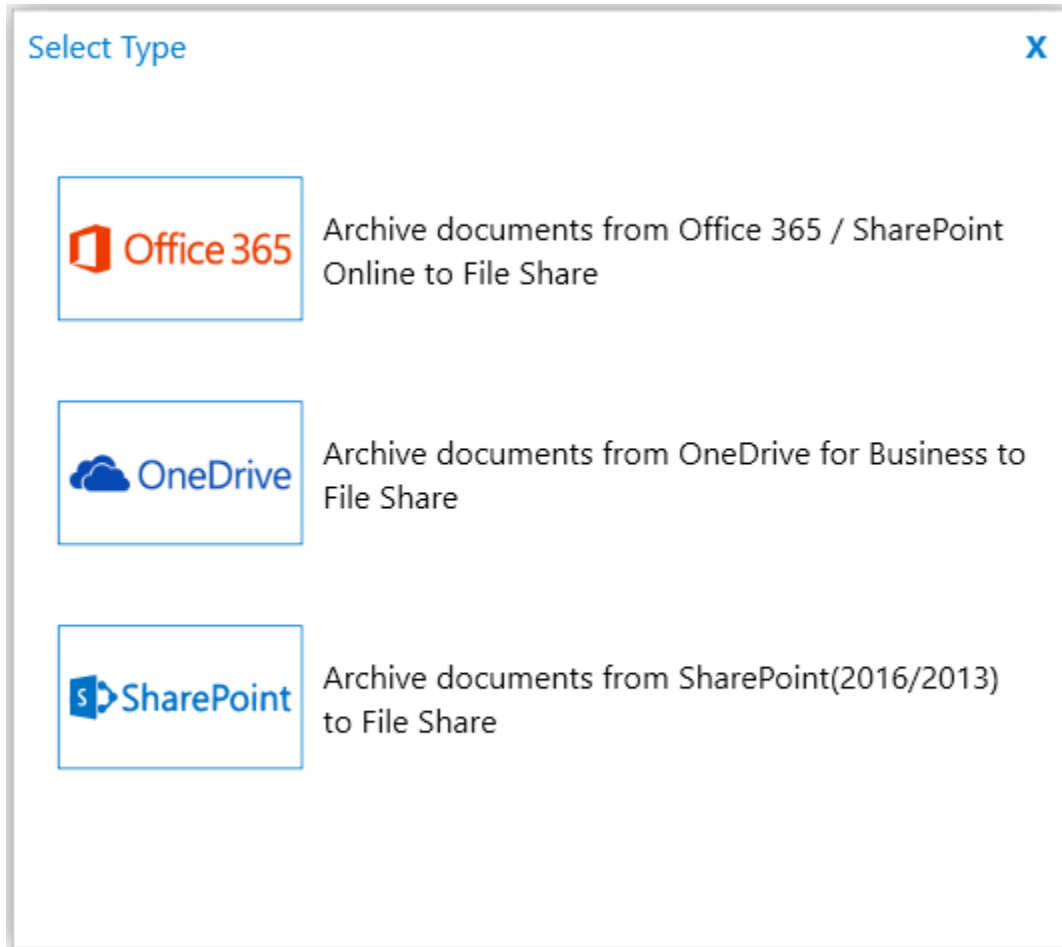 Select Type
X
Office 365
Archive documents from Office 365 / SharePoint
Online to File Share
OneDrive
Archive documents from OneDrive for Business to
File Share
S SharePoint
Archive documents from SharePoint(2016/2013)
to File Share